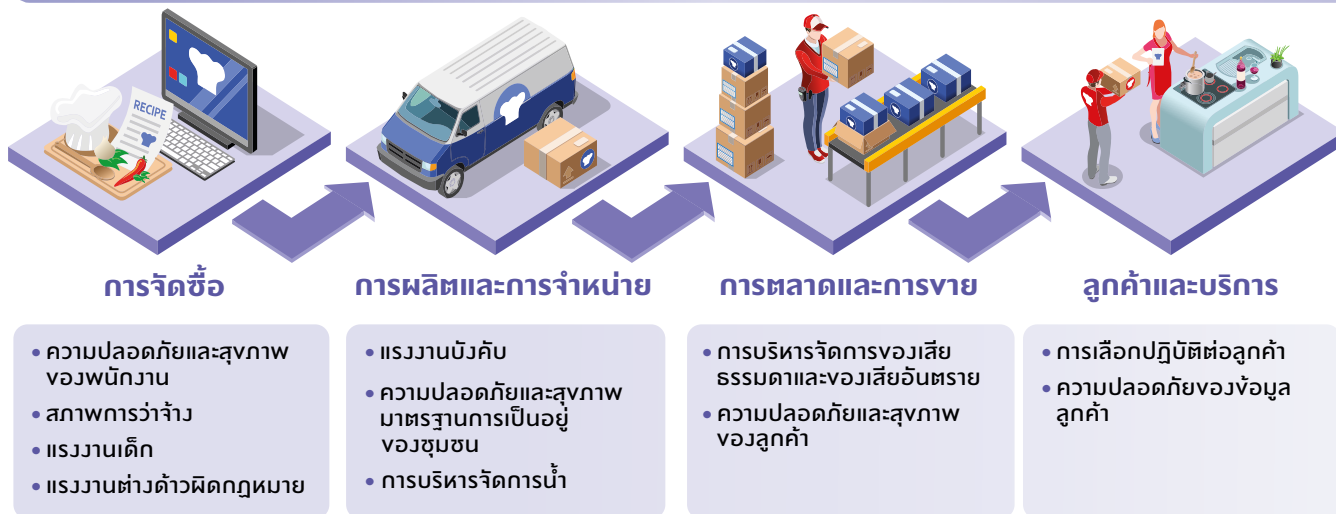 RECIPE
การจัดซื้อ
• ความปลอดภัยและสุขภาพ
ของพนักงาน
• สภาพการว่าจ้าง
• แรงงานเด็ก
• แรงงานต่างด้าวผิดกฎหมาย
การผลิตและการจำหน่าย
• แรงงานบังคับ
• ความปลอดภัยและสุขภาพ
มาตรฐานการเป็นอยู่
ของชุมชน
• การบริหารจัดการน้ำ
การตลาดและการขาย
• การบริหารจัดการของเสีย
ธรรมดาและของเสียอันตราย
• ความปลอดภัยและสุขภาพ
ของลูกค้า
ลูกค้าและบริการ
• การเลือกปฏิบัติต่อลูกค้า
• ความปลอดภัยของข้อมูล
ลูกค้า